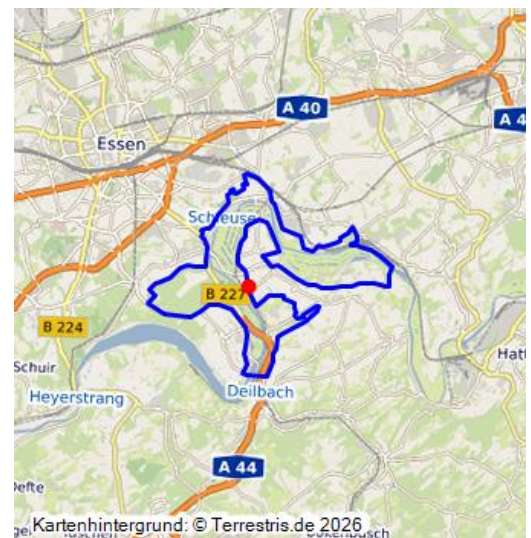 A 40
A 4
Essen
Schleuse
B 227
B 224
Schuir
Hatt
Heyerstrang
Deilbach
A 44
Kartenhintergrund: © Terrestris.de 2026